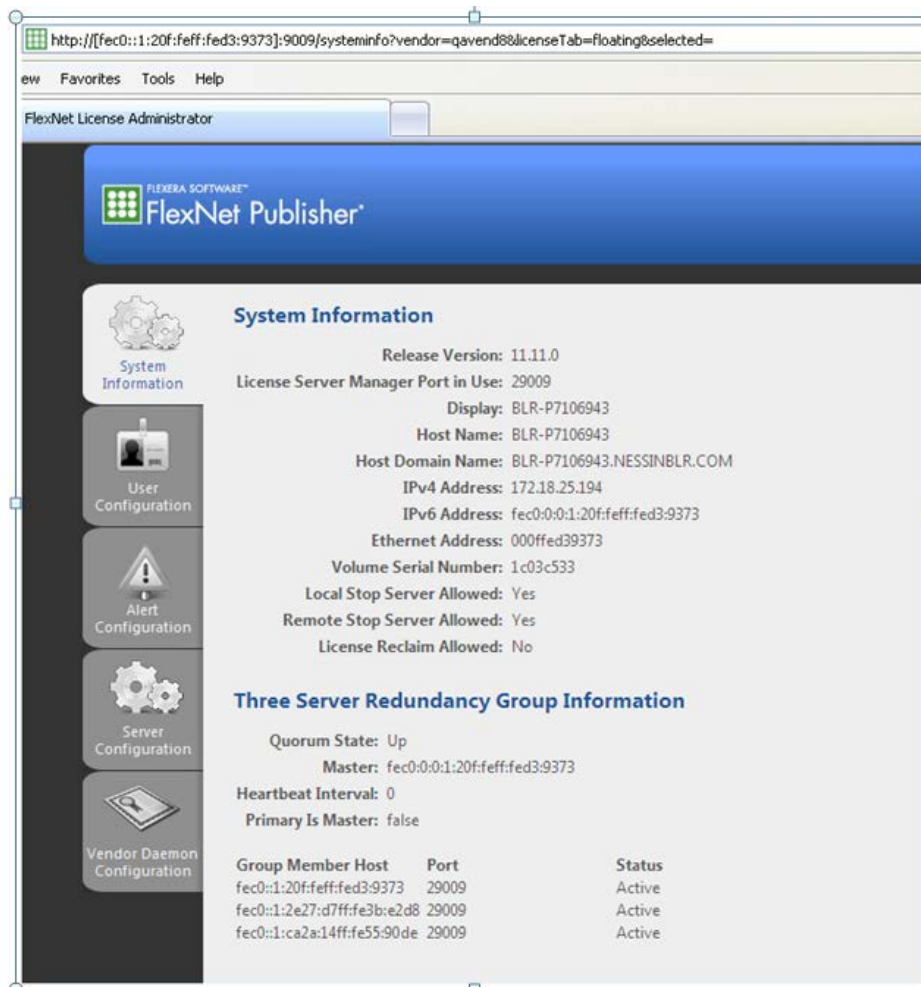 http://[fec0::1:20f:feff:fed3:9373]:9009/systeminfo?vendor=qavend8&licenseTab=floating&selected=
ew Favorites Tools Help
FlexNet License Administrator
FLEXERA SOFTWARE™
FlexNet Publisher®
System Information
User Configuration
Alert Configuration
Server Configuration
Vendor Daemon Configuration
System Information
Release Version: 11.11.0
License Server Manager Port in Use: 29009
Display: BLR-P7106943
Host Name: BLR-P7106943
Host Domain Name: BLR-P7106943.NESSINBLR.COM
IPv4 Address: 172.18.25.194
IPv6 Address: fec0:0:0:1:20f:feff:fed3:9373
Ethernet Address: 000ffed39373
Volume Serial Number: 1c03c533
Local Stop Server Allowed: Yes
Remote Stop Server Allowed: Yes
License Reclaim Allowed: No
Three Server Redundancy Group Information
Quorum State: Up
Master: fec0:0:0:1:20f:feff:fed3:9373
Heartbeat Interval: 0
Primary Is Master: false
Group Member Host Port Status
fec0::1:20f:feff:fed3:9373 29009 Active
fec0::1:2e27:d7ff:fe3b:e2d8 29009 Active
fec0::1:ca2a:14ff:fe55:90de 29009 Active